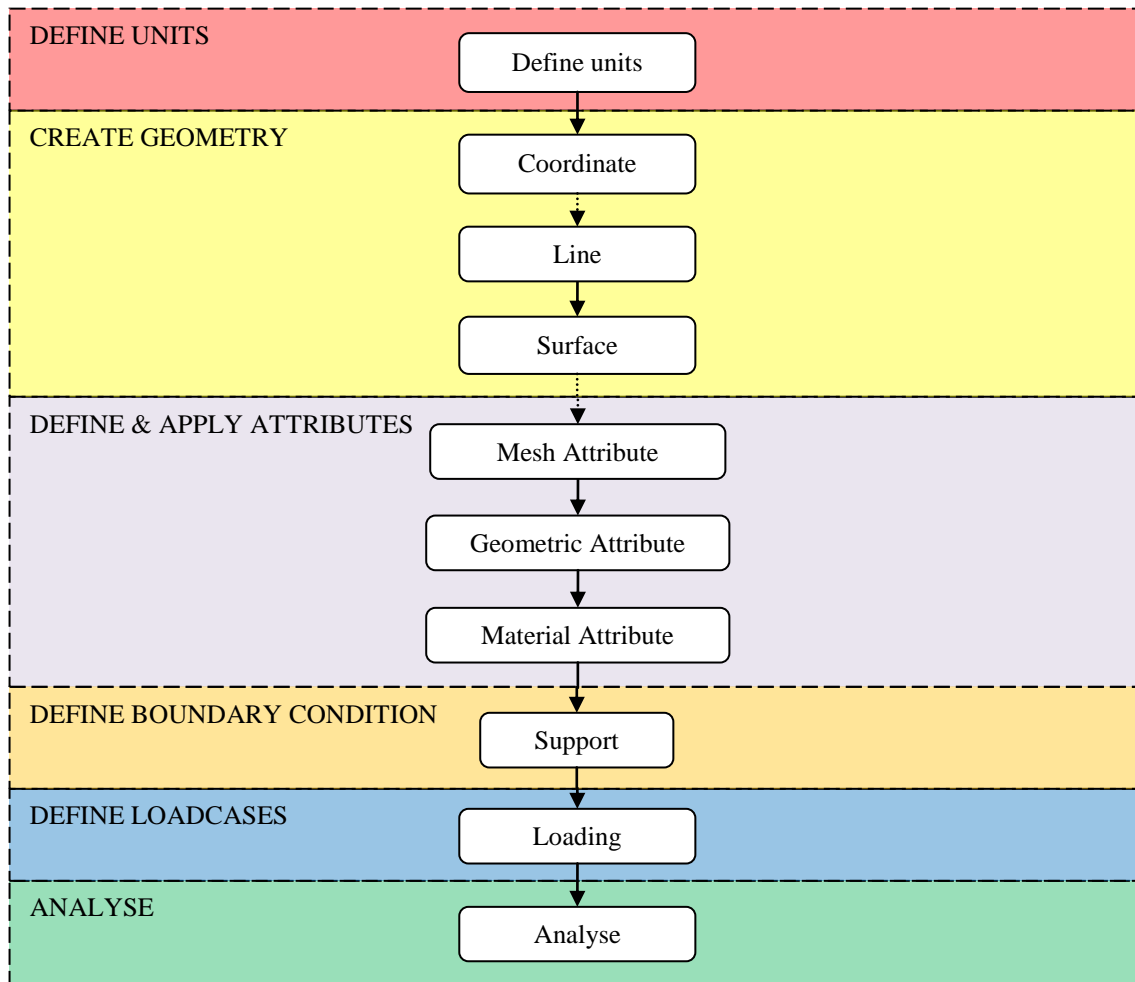 DEFINE UNITS
Define units
CREATE GEOMETRY
Coordinate
Line
Surface
DEFINE & APPLY ATTRIBUTES
Mesh Attribute
Geometric Attribute
Material Attribute
DEFINE BOUNDARY CONDITION
Support
DEFINE LOADCASES
Loading
ANALYSE
Analyse